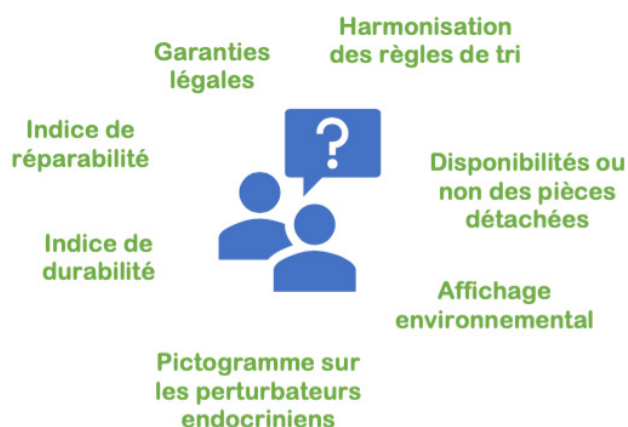 Harmonisation
des règles de tri
Garanties
légales
Indice de
réparabilité
?
Disponibilités ou
non des pièces
détachées
Indice de
durabilité
Affichage
environnemental
Pictogramme sur
les perturbateurs
endocriniens